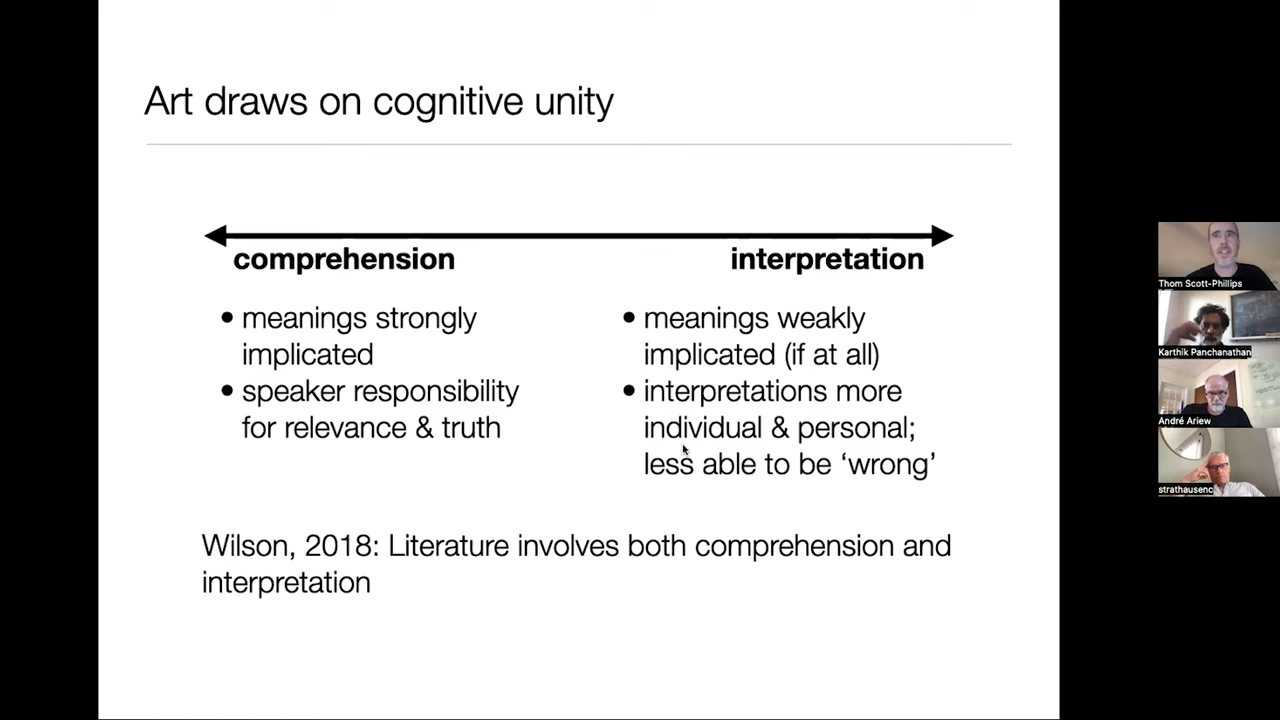 Art draws on cognitive unity
comprehension
• meanings strongly
implicated
• speaker responsibility
for relevance & truth
interpretation
• meanings weakly
implicated (if at all)
• interpretations more
individual & personal;
less able to be ‘wrong’
Wilson, 2018: Literature involves both comprehension and
interpretation
Thom Scott-Phillips
Karthik Panchanathan
André Ariew
strathausenc